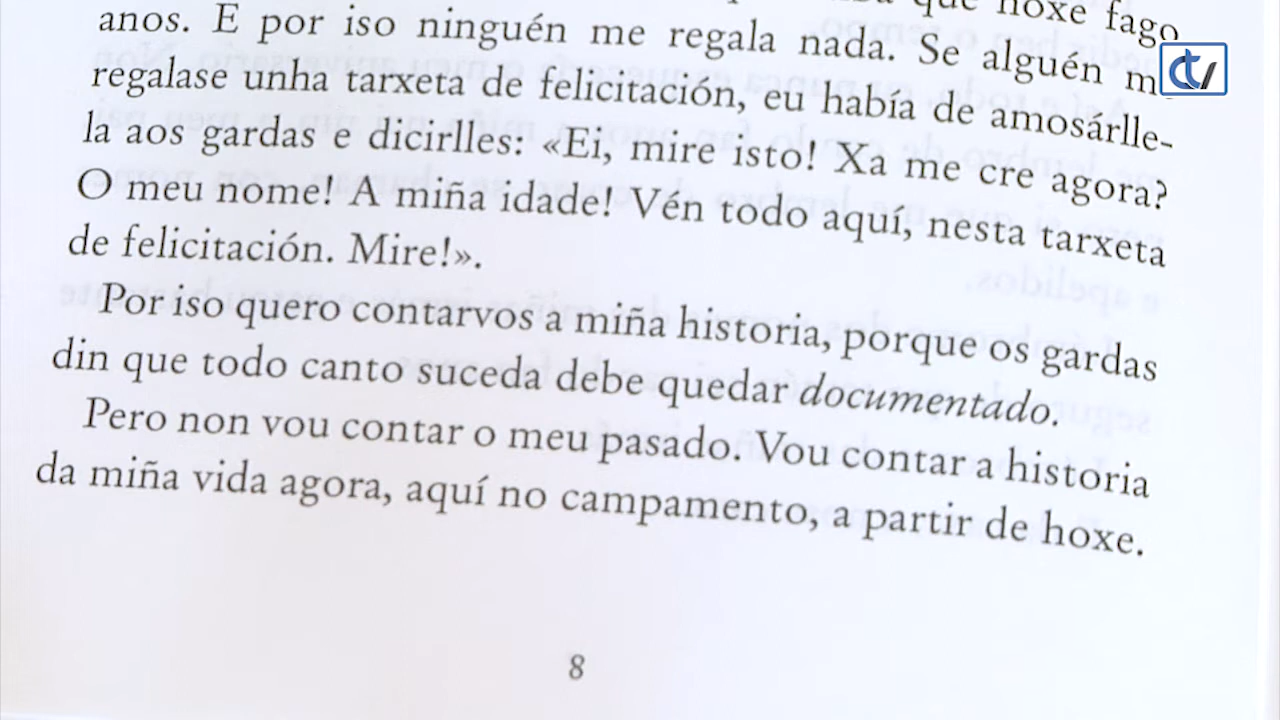 que hoxe fago
anos. E por iso ninguén me regala nada. Se alguén
regalase unha tarxeta de felicitación, eu había de amosárlle-
la aos gardas e dicirlles: «Ei, mire isto! Xa me cre agora?
O meu nome! A miña idade! Vén todo aquí, nesta tarxeta
de felicitación. Mire!».
Por iso quero contarvos a miña historia, porque os gardas
din que todo canto suceda debe quedar documentado.
Pero non vou contar o meu pasado. Vou contar a historia
da miña vida agora, aquí no campamento, a partir de hoxe.
8